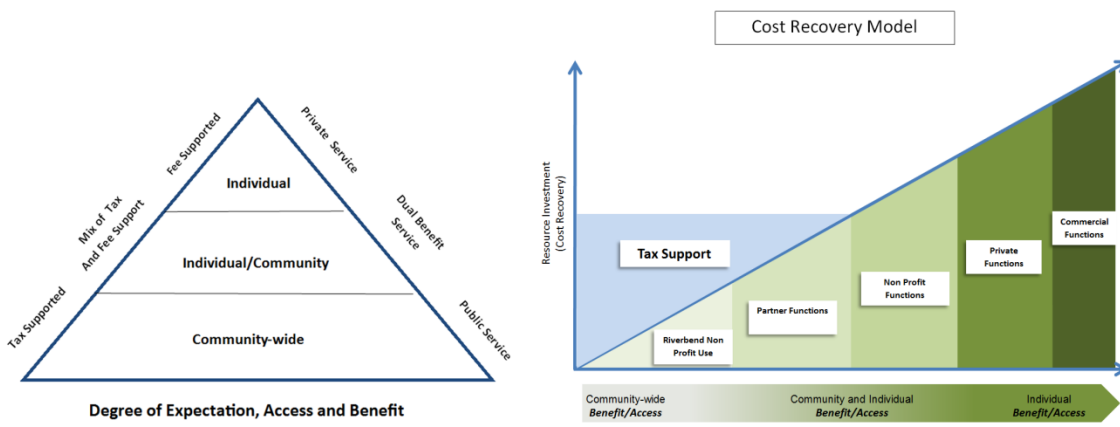 Fee Supported
Private Service
Individual
Mix of Tax
And Fee Support
Dual Benefit
Service
Individual/Community
Tax Supported
Public Service
Community-wide
Degree of Expectation, Access and Benefit
Cost Recovery Model
Resource Investment
(Cost Recovery)
Tax Support
Riverbend Non
Profit Use
Partner Functions
Non Profit
Functions
Private
Functions
Commercial
Functions
Community-wide
Benefit/Access
Community and Individual
Benefit/Access
Individual
Benefit/Access